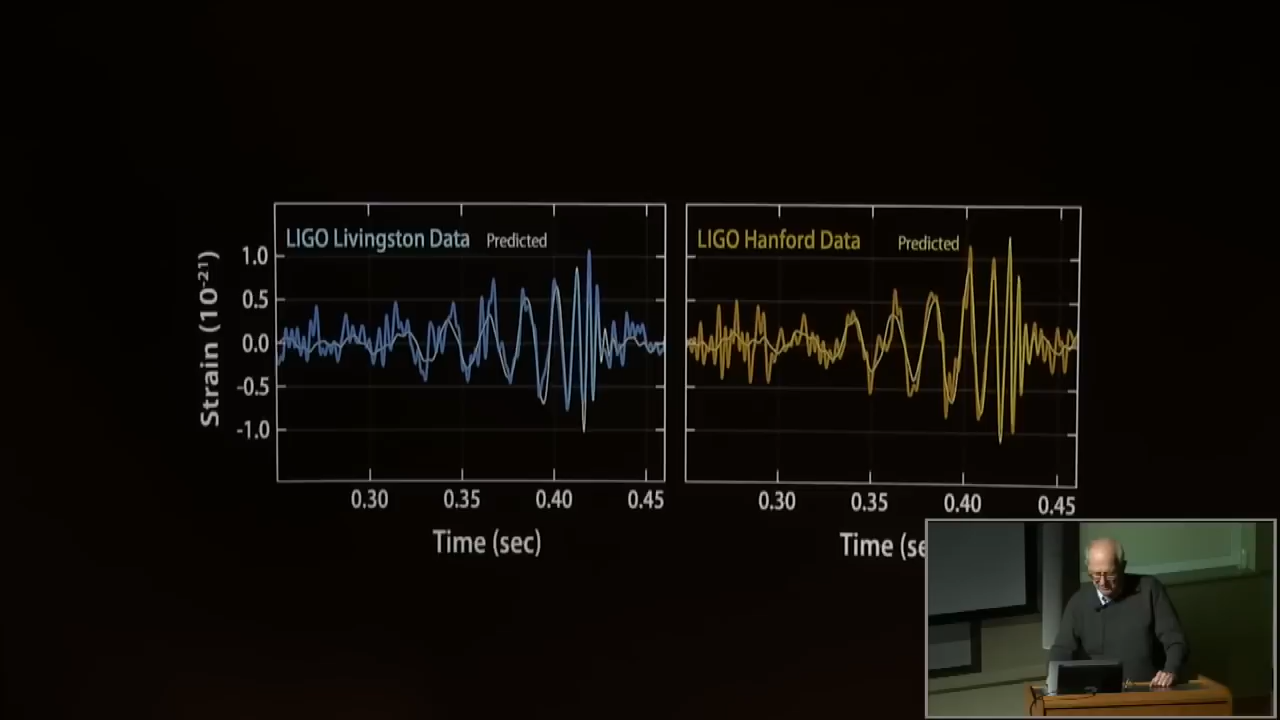 LIGO Livingston Data Predicted
LIGO Hanford Data Predicted
Strain (10⁻²¹)
1.0
0.5
0.0
-0.5
-1.0
0.30 0.35 0.40 0.45
0.30 0.35 0.40 0.45
Time (sec)
Time (se